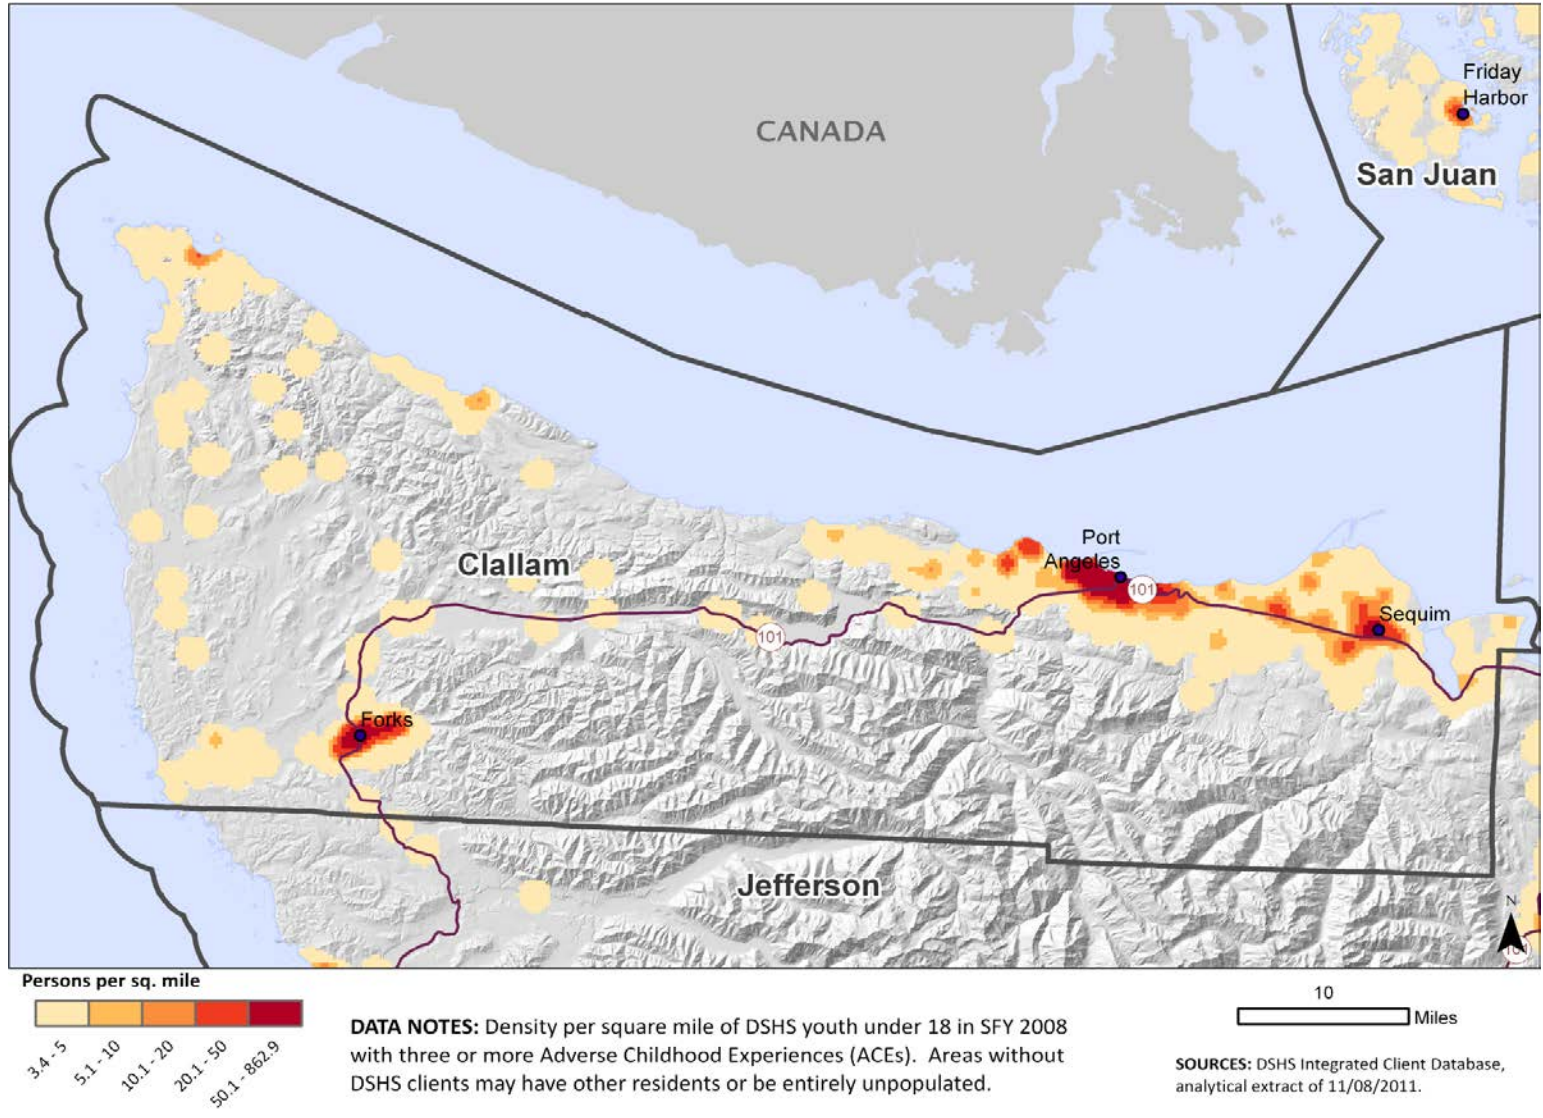 Friday
Harbor
CANADA
San Juan
Port
Angeles
Clallam
101
Sequim
101
Forks
Jefferson
N
101
Persons per sq. mile
3.4 - 5
5.1 - 10
10.1 - 20
20.1 - 50
50.1 - 862.9
10
Miles
DATA NOTES: Density per square mile of DSHS youth under 18 in SFY 2008
with three or more Adverse Childhood Experiences (ACEs). Areas without
DSHS clients may have other residents or be entirely unpopulated.
SOURCES: DSHS Integrated Client Database,
analytical extract of 11/08/2011.